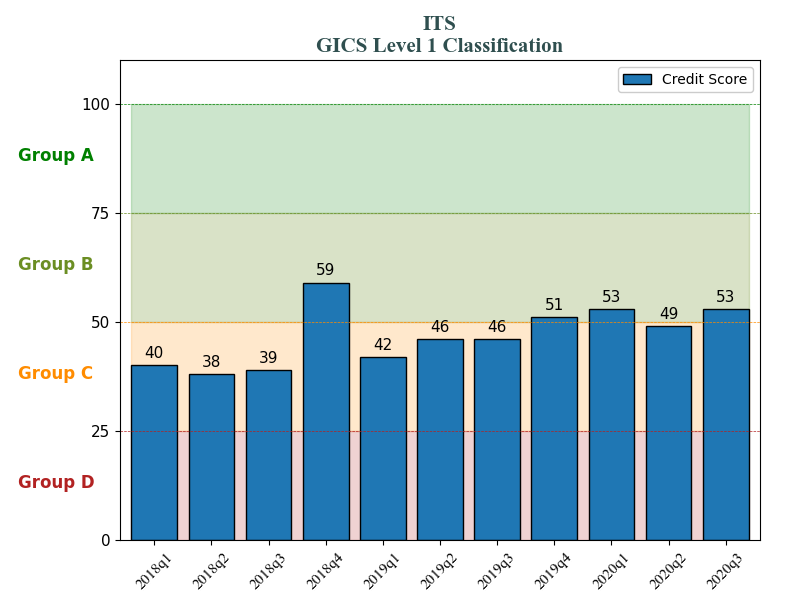 ITS
GICS Level 1 Classification
Credit Score
100
Group A
75
Group B
59
53
53
51
49
50
46
46
42
40
39
38
Group C
25
Group D
0
2018q1
2018q2
2018q3
2018q4
2019q1
2019q2
2019q3
2019q4
2020q1
2020q2
2020q3